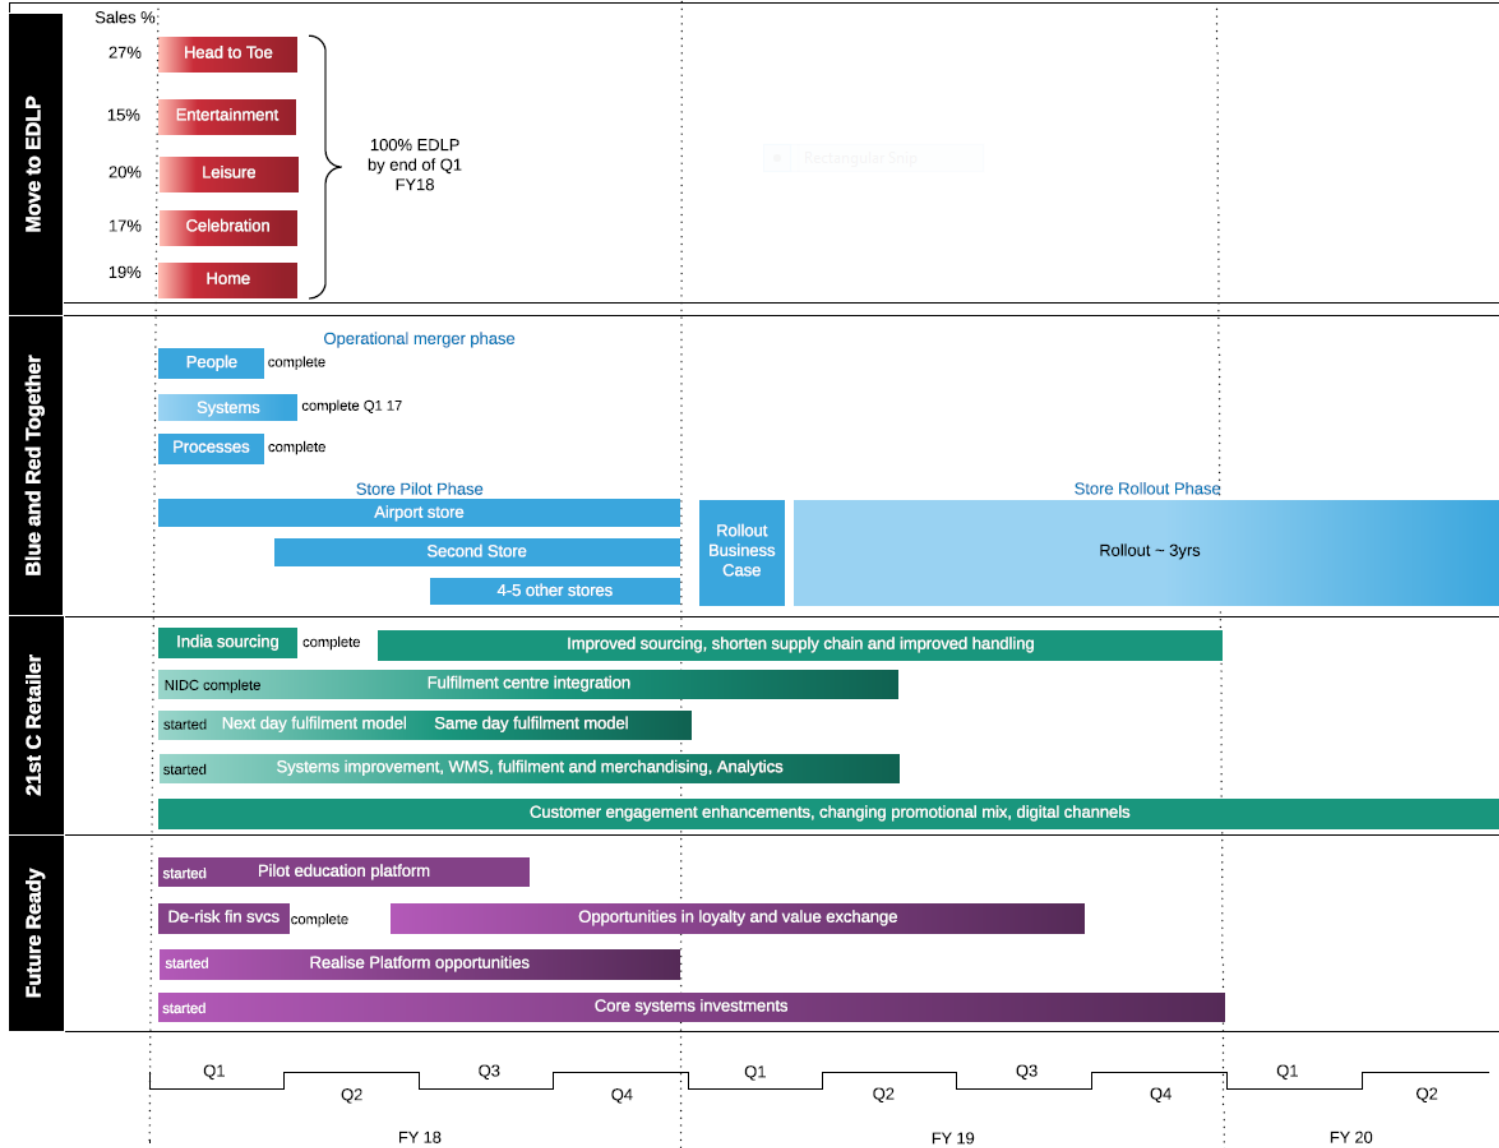 Sales %
Move to EDLP
27% Head to Toe
15% Entertainment
20% Leisure
17% Celebration
19% Home
100% EDLP
by end of Q1
FY18
Rectangular Snip
Blue and Red Together
Operational merger phase
People complete
Systems complete Q1 17
Processes complete
Store Pilot Phase
Airport store
Second Store
4-5 other stores
Rollout
Business
Case
Store Rollout Phase
Rollout ~ 3yrs
21st C Retailer
India sourcing complete Improved sourcing, shorten supply chain and improved handling
NIDC complete Fulfilment centre integration
started Next day fulfilment model Same day fulfilment model
started Systems improvement, WMS, fulfilment and merchandising, Analytics
Customer engagement enhancements, changing promotional mix, digital channels
Future Ready
started Pilot education platform
De-risk fin svcs complete Opportunities in loyalty and value exchange
started Realise Platform opportunities
started Core systems investments
Q1 Q2 Q3 Q4 Q1 Q2 Q3 Q4 Q1 Q2
FY 18 FY 19 FY 20